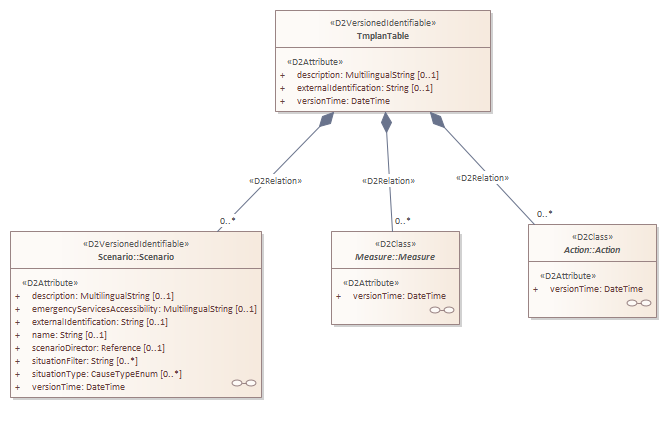 «D2VersionedIdentifiable»
TmplanTable
«D2Attribute»
+ description: MultilingualString [0..1]
+ externalIdentification: String [0..1]
+ versionTime: DateTime
«D2Relation»
«D2Relation»
«D2Relation»
0..*
0..*
0..*
«D2VersionedIdentifiable»
Scenario::Scenario
«D2Attribute»
+ description: MultilingualString [0..1]
+ emergencyServicesAccessibility: MultilingualString [0..1]
+ externalIdentification: String [0..1]
+ name: String [0..1]
+ scenarioDirector: Reference [0..1]
+ situationFilter: String [0..*]
+ situationType: CauseTypeEnum [0..*]
+ versionTime: DateTime
«D2Class»
Measure::Measure
«D2Attribute»
+ versionTime: DateTime
«D2Class»
Action::Action
«D2Attribute»
+ versionTime: DateTime